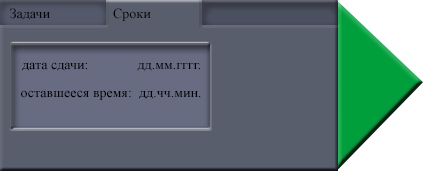 Задачи Сроки
дата сдачи: дд.мм.гггг.
оставшееся время: дд.чч.мин.